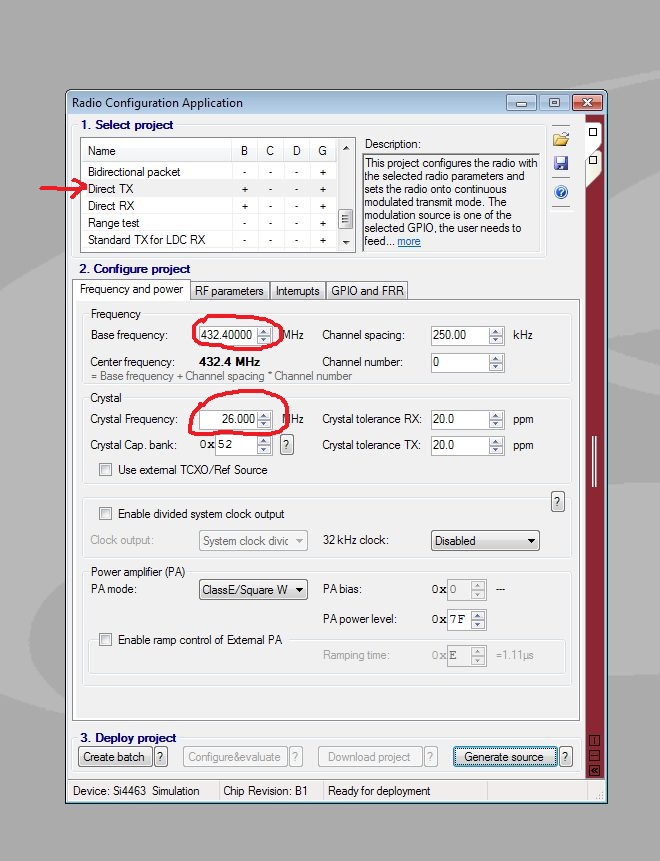 Radio Configuration Application
1. Select project
Name B C D G
Bidirectional packet - - - +
Direct TX + - - +
Direct RX + - - +
Range test - - - +
Standard TX for LDC RX - - - +
Description:
This project configures the radio with
the selected radio parameters and
sets the radio onto continuous
modulated transmit mode. The
modulation source is one of the
selected GPIO, the user needs to
feed... more
2. Configure project
Frequency and power RF parameters Interrupts GPIO and FRR
Frequency
Base frequency: 432.40000 MHz Channel spacing: 250.00 kHz
Center frequency: 432.4 MHz Channel number: 0
= Base frequency + Channel spacing * Channel number
Crystal
Crystal Frequency: 26.000 MHz Crystal tolerance RX: 20.0 ppm
Crystal Cap. bank: 0x 52 ? Crystal tolerance TX: 20.0 ppm
Use external TCXO/Ref Source
?
Enable divided system clock output
Clock output: System clock divic 32 kHz clock: Disabled
Power amplifier (PA)
PA mode: ClassE/Square W PA bias: 0x 0 ---
PA power level: 0x 7F
Enable ramp control of External PA
Ramping time: 0x E =1.11µs
3. Deploy project
Create batch ? Configure&evaluate ? Download project ? Generate source ?
Device: Si4463 Simulation Chip Revision: B1 Ready for deployment